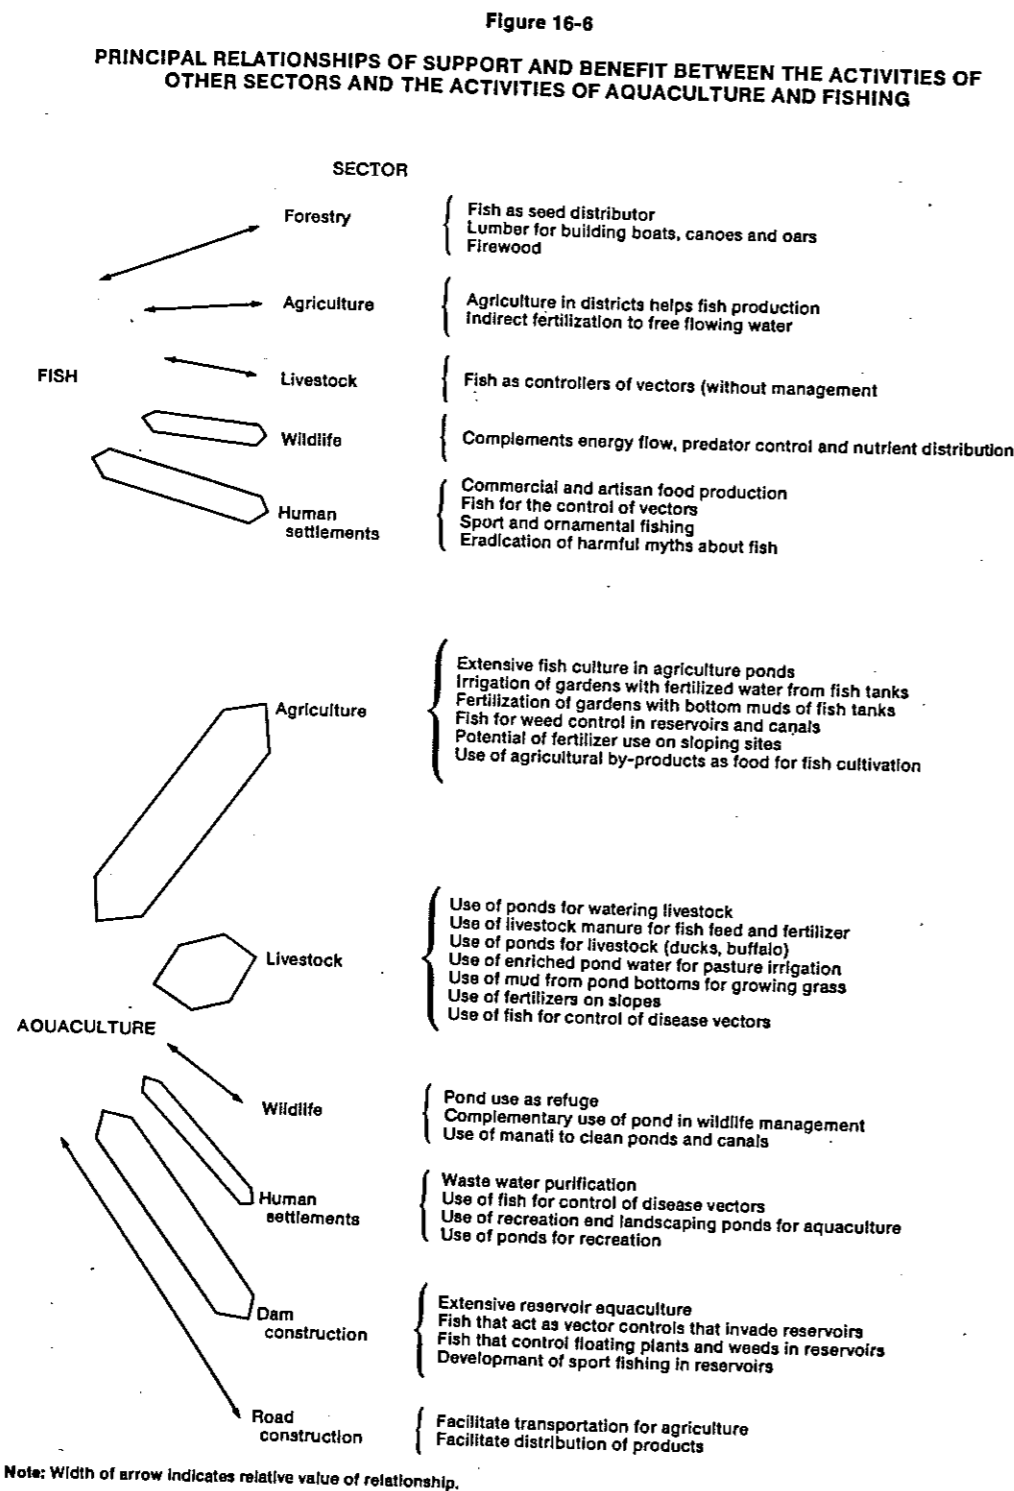 Figure 16-6
PRINCIPAL RELATIONSHIPS OF SUPPORT AND BENEFIT BETWEEN THE ACTIVITIES OF
OTHER SECTORS AND THE ACTIVITIES OF AQUACULTURE AND FISHING
SECTOR
FISH
Forestry
Fish as seed distributor
Lumber for building boats, canoes and oars
Firewood
Agriculture
Agriculture in districts helps fish production
Indirect fertilization to free flowing water
Livestock
Fish as controllers of vectors (without management
Wildlife
Complements energy flow, predator control and nutrient distribution
Human
settlements
Commercial and artisan food production
Fish for the control of vectors
Sport and ornamental fishing
Eradication of harmful myths about fish
AOUACULTURE
Agriculture
Extensive fish culture in agriculture ponds
Irrigation of gardens with fertilized water from fish tanks
Fertilization of gardens with bottom muds of fish tanks
Fish for weed control in reservoirs and canals
Potential of fertilizer use on sloping sites
Use of agricultural by-products as food for fish cultivation
Livestock
Use of ponds for watering livestock
Use of livestock manure for fish feed and fertilizer
Use of ponds for livestock (ducks, buffalo)
Use of enriched pond water for pasture irrigation
Use of mud from pond bottoms for growing grass
Use of fertilizers on slopes
Use of fish for control of disease vectors
Wildlife
Pond use as refuge
Complementary use of pond in wildlife management
Use of manati to clean ponds and canals
Human
settlements
Waste water purification
Use of fish for control of disease vectors
Use of recreation end landscaping ponds for aquaculture
Use of ponds for recreation
Dam
construction
Extensive reservoir equaculture
Fish that act as vector controls that invade reservoirs
Fish that control floating plants and weeds in reservoirs
Developmant of sport fishing in reservoirs
Road
construction
Facilitate transportation for agriculture
Facilitate distribution of products
Note: Width of arrow indicates relative value of relationship.